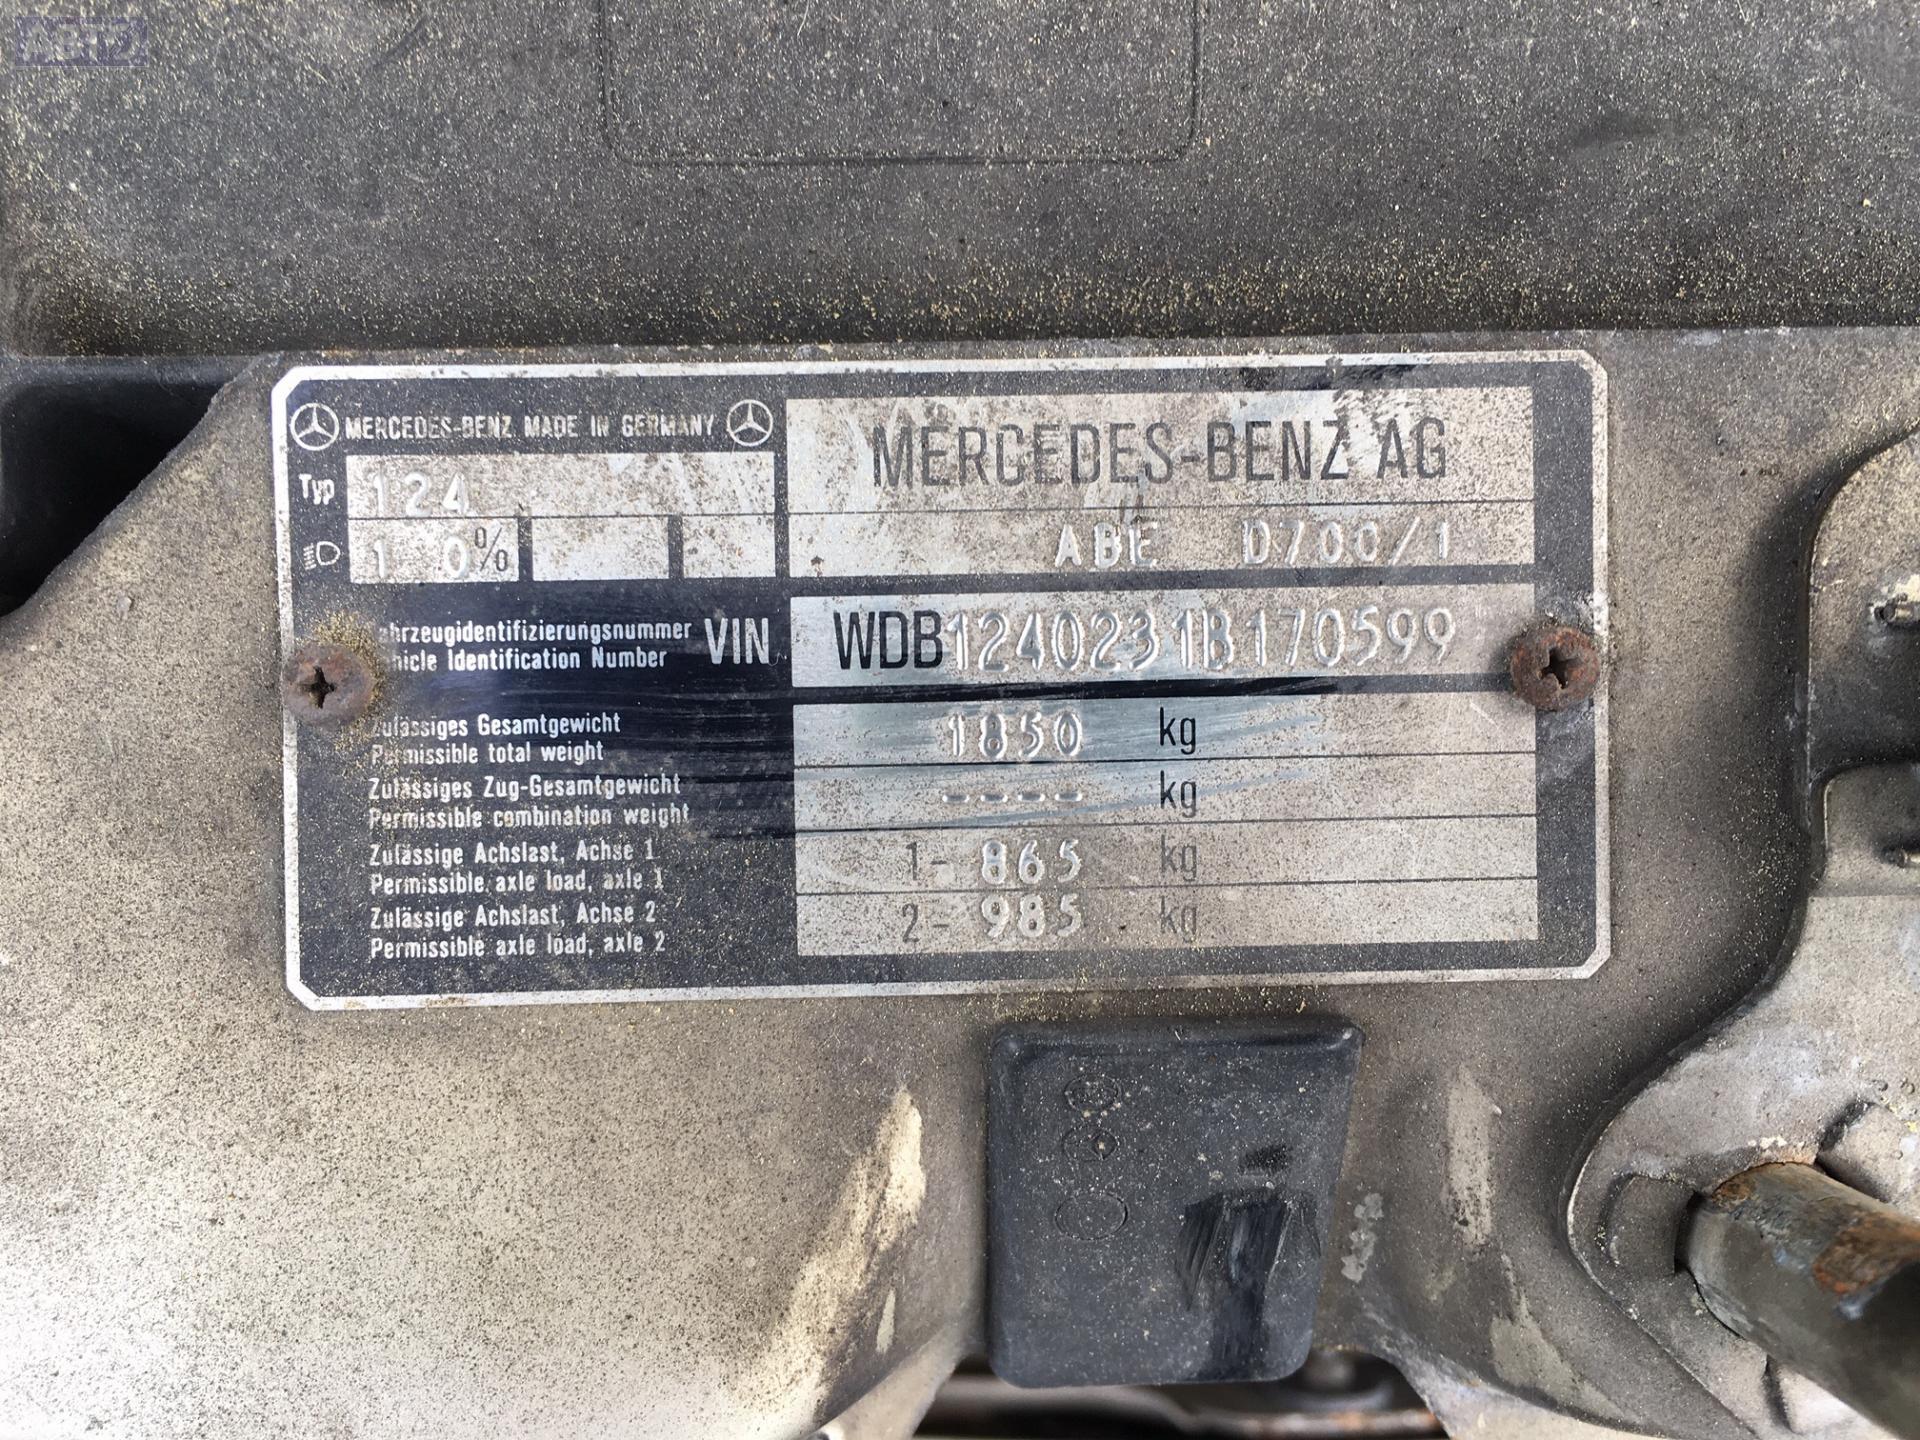 MERCEDES-BENZ MADE IN GERMANY
MERCEDES-BENZ AG
Typ 124
1 0%
ABE D700/1
Fahrzeugidentifizierungsnummer
Vehicle Identification Number
VIN WDB1240231B170599
Zulässiges Gesamtgewicht
Permissible total weight
1850 kg
Zulässiges Zug-Gesamtgewicht
Permissible combination weight
---- kg
Zulässige Achslast, Achse 1
Permissible axle load, axle 1
1- 865 kg
Zulässige Achslast, Achse 2
Permissible axle load, axle 2
2- 985 kg